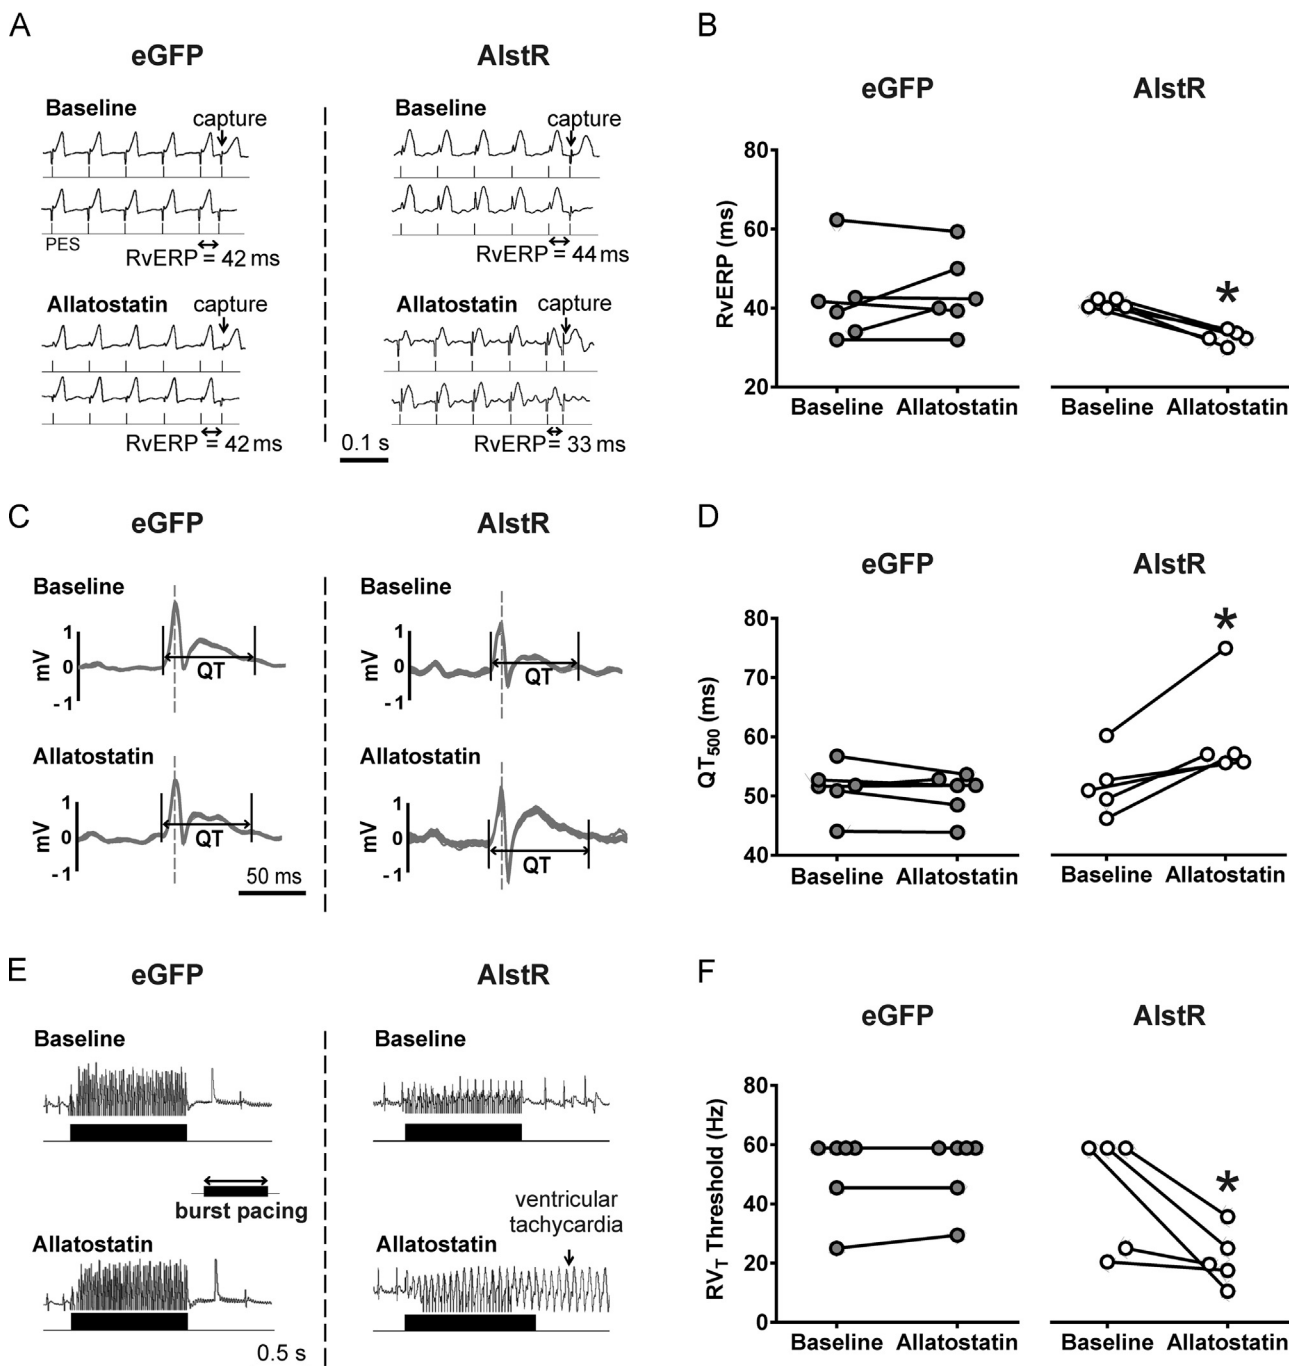 A
eGFP
AlstR
Baseline
capture
PES
RvERP = 42 ms
Allatostatin
capture
RvERP = 42 ms
Baseline
capture
RvERP = 44 ms
Allatostatin
capture
RvERP = 33 ms
0.1 s
B
eGFP
AlstR
RvERP (ms)
80
60
40
20
Baseline
Allatostatin
Baseline
Allatostatin
*
C
eGFP
AlstR
Baseline
mV
1
0
-1
QT
Allatostatin
mV
1
0
-1
QT
50 ms
Baseline
mV
1
0
-1
QT
Allatostatin
mV
1
0
-1
QT
D
eGFP
AlstR
QT500 (ms)
80
70
60
50
40
Baseline
Allatostatin
Baseline
Allatostatin
*
E
eGFP
AlstR
Baseline
burst pacing
Allatostatin
0.5 s
Baseline
ventricular
tachycardia
Allatostatin
F
eGFP
AlstR
RVT Threshold (Hz)
80
60
40
20
0
Baseline
Allatostatin
Baseline
Allatostatin
*